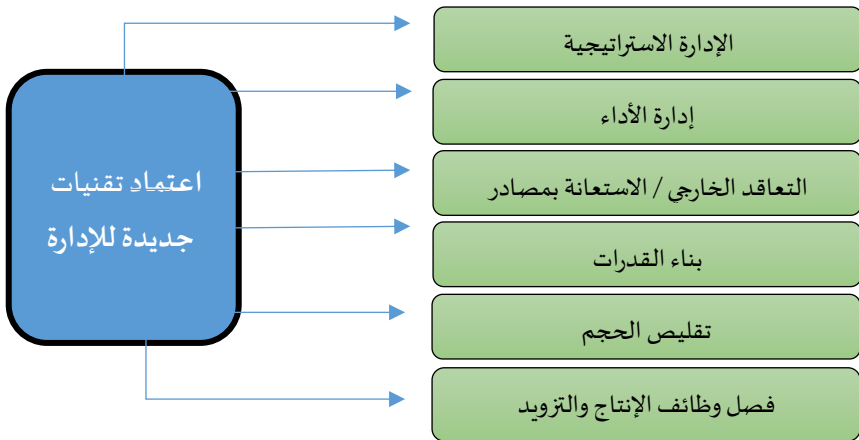 اعتماد تقنيات
جديدة للإدارة
الإدارة الاستراتيجية
إدارة الأداء
التعاقد الخارجي / الاستعانة بمصادر
بناء القدرات
تقليص الحجم
فصل وظائف الإنتاج والتزويد